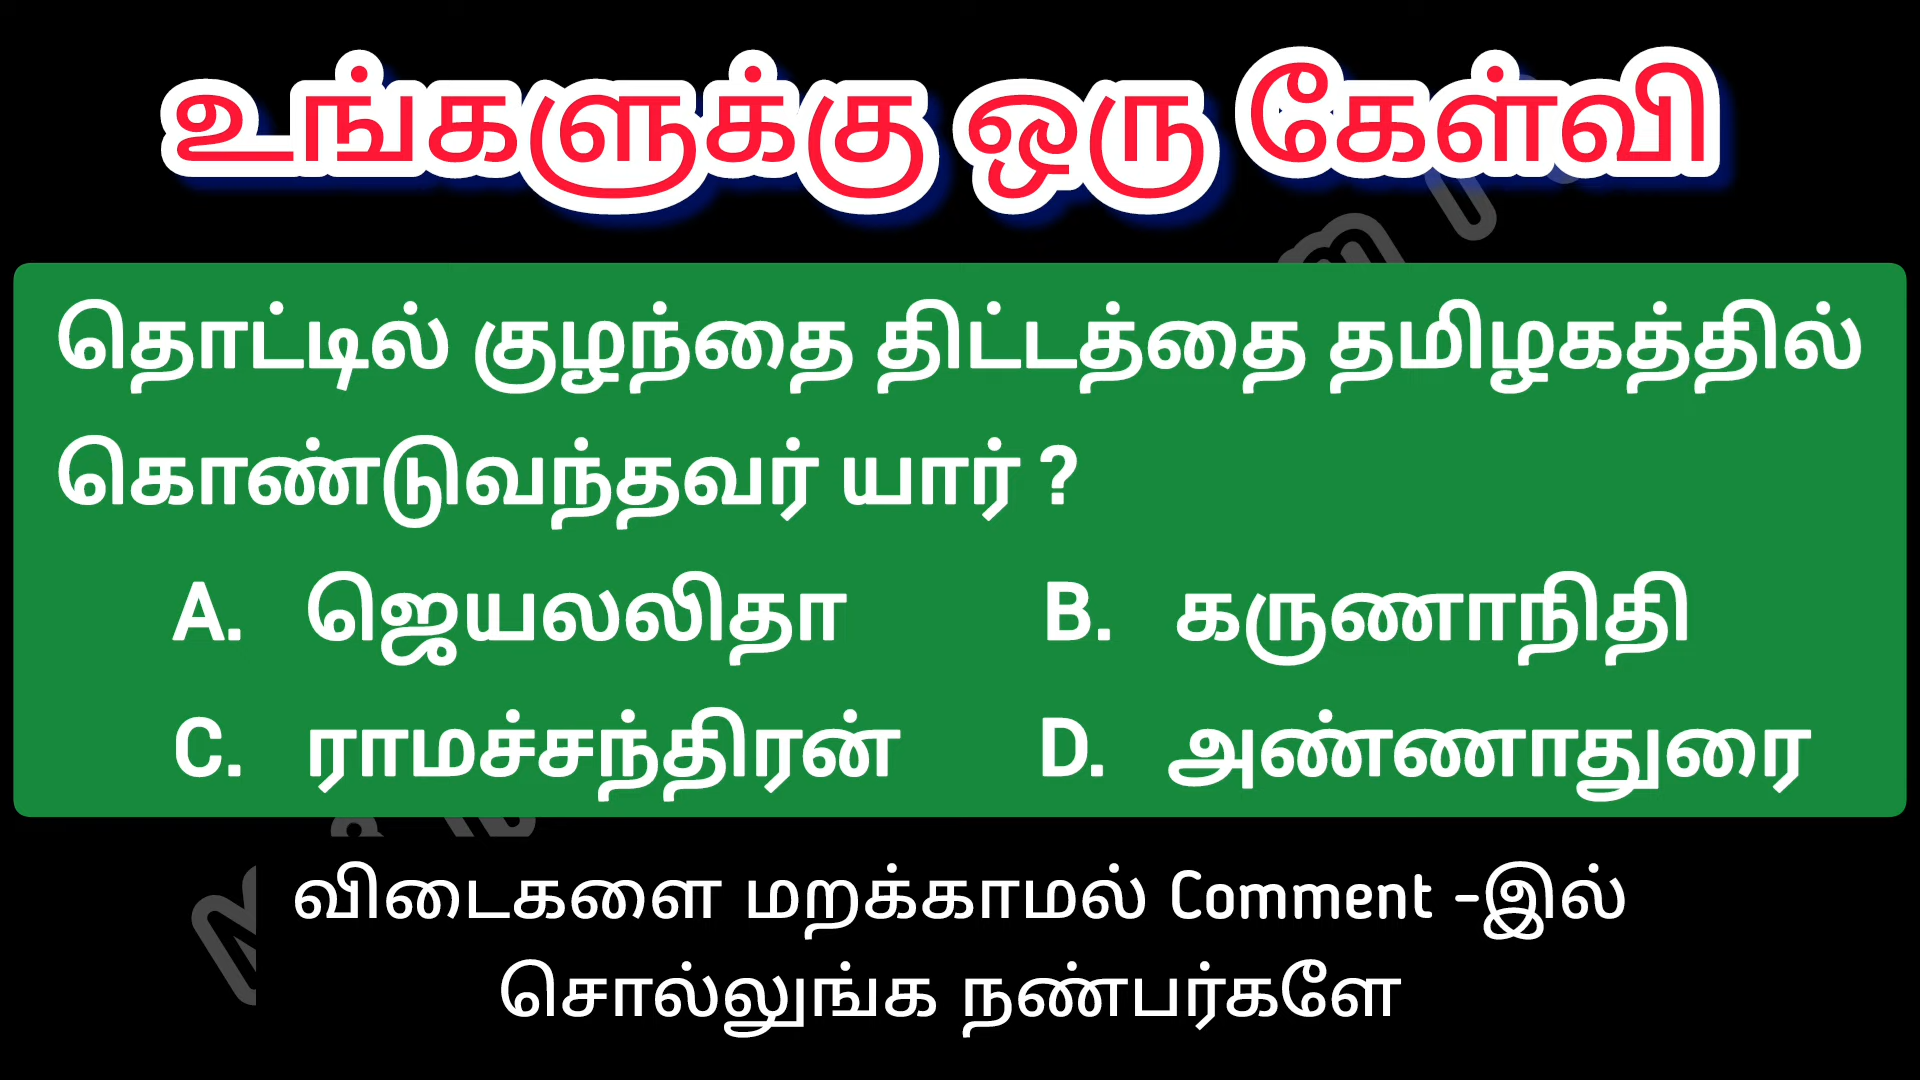 உங்களுக்கு ஒரு கேள்வி
தொட்டில் குழந்தை திட்டத்தை தமிழகத்தில்
கொண்டுவந்தவர் யார் ?
A. ஜெயலலிதா B. கருணாநிதி
C. ராமச்சந்திரன் D. அண்ணாதுரை
விடைகளை மறக்காமல் Comment -இல்
சொல்லுங்க நண்பர்களே